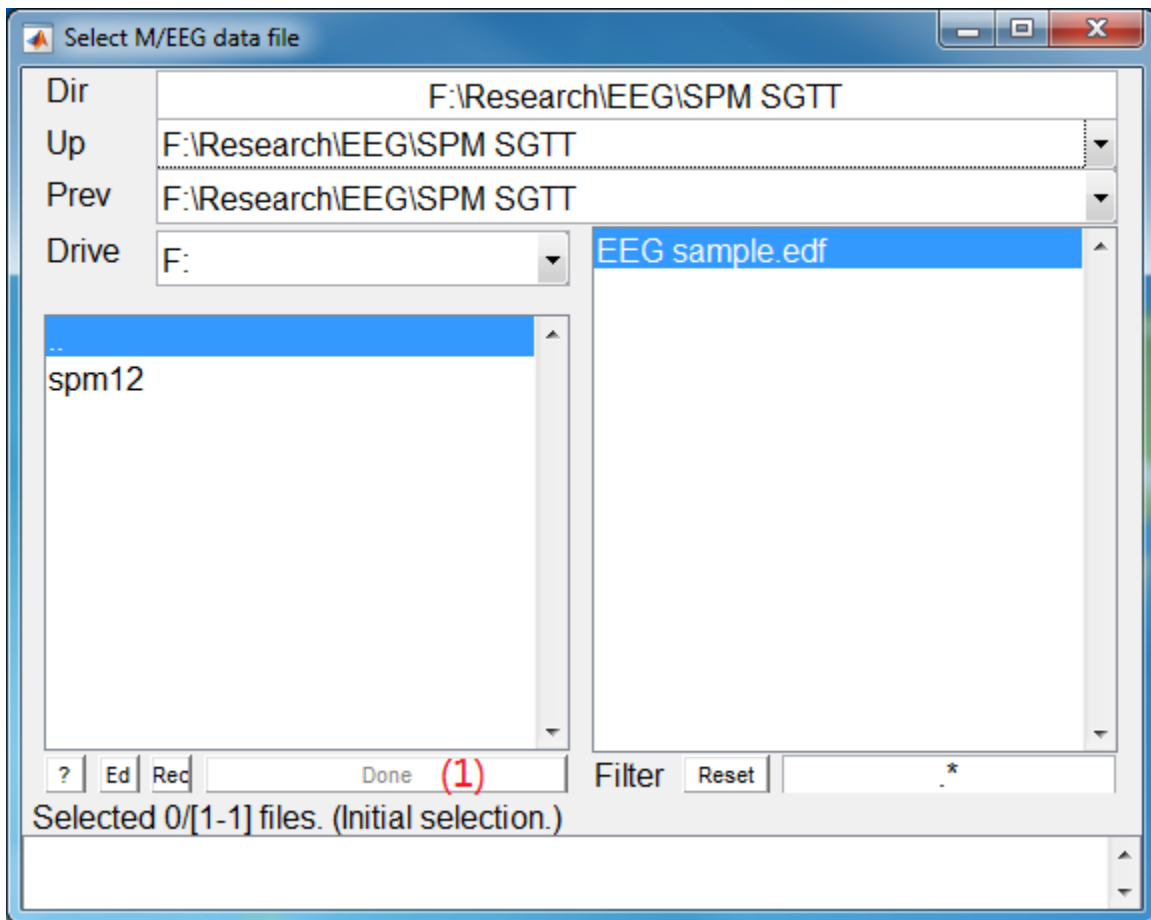 Select M/EEG data file
Dir F:\Research\EEG\SPM SGTT
Up F:\Research\EEG\SPM SGTT
Prev F:\Research\EEG\SPM SGTT
Drive F:
EEG sample.edf
..
spm12
? Ed Rec Done (1) Filter Reset .*
Selected 0/[1-1] files. (Initial selection.)